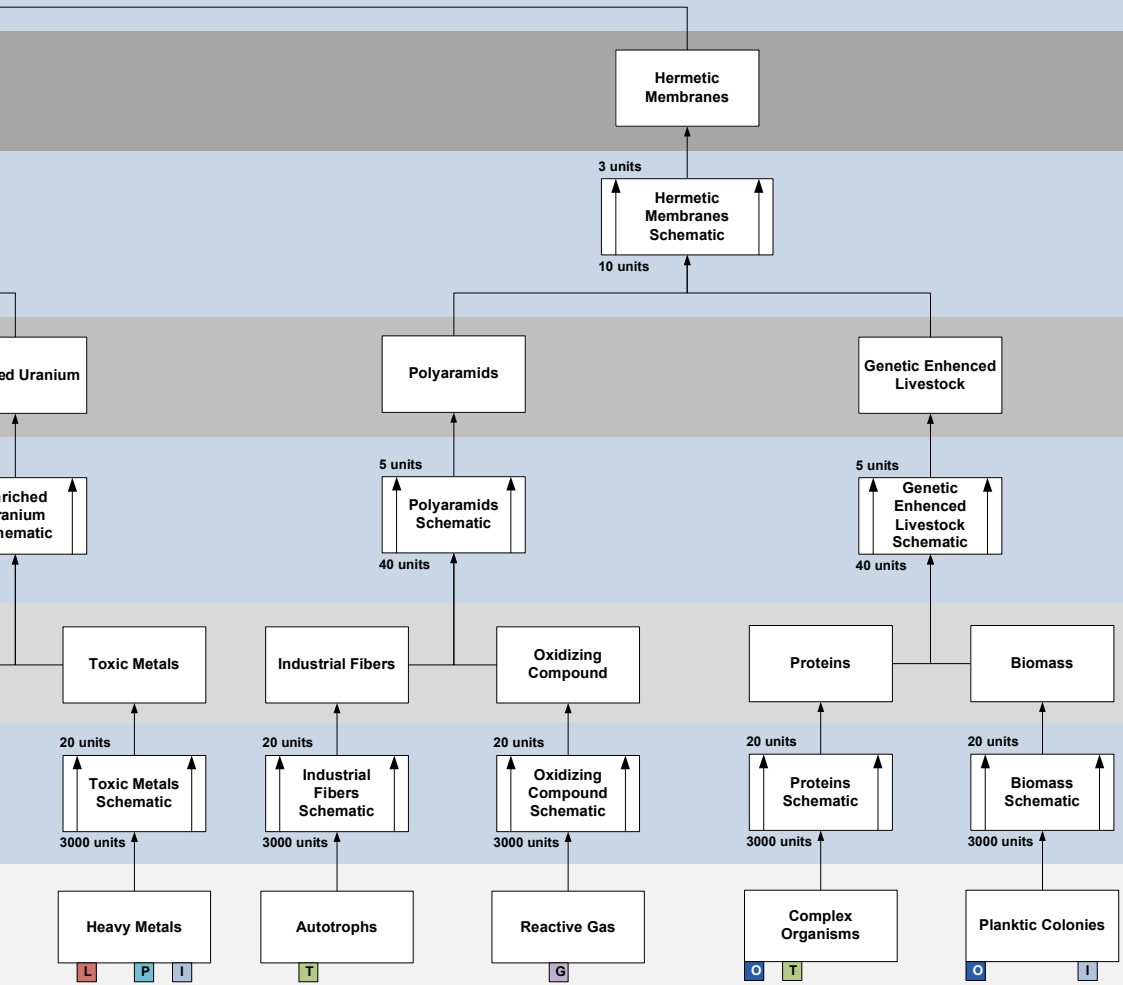 Hermetic
Membranes
3 units
Hermetic
Membranes
Schematic
10 units
ed Uranium
Polyaramids
Genetic Enhenced
Livestock
5 units
5 units
riched
ranium
hematic
Polyaramids
Schematic
Genetic
Enhenced
Livestock
Schematic
40 units
40 units
Toxic Metals
Industrial Fibers
Oxidizing
Compound
Proteins
Biomass
20 units
20 units
20 units
20 units
20 units
Toxic Metals
Schematic
Industrial
Fibers
Schematic
Oxidizing
Compound
Schematic
Proteins
Schematic
Biomass
Schematic
3000 units
3000 units
3000 units
3000 units
3000 units
Heavy Metals
Autotrophs
Reactive Gas
Complex
Organisms
Planktic Colonies
L
P
I
T
G
O
T
O
I